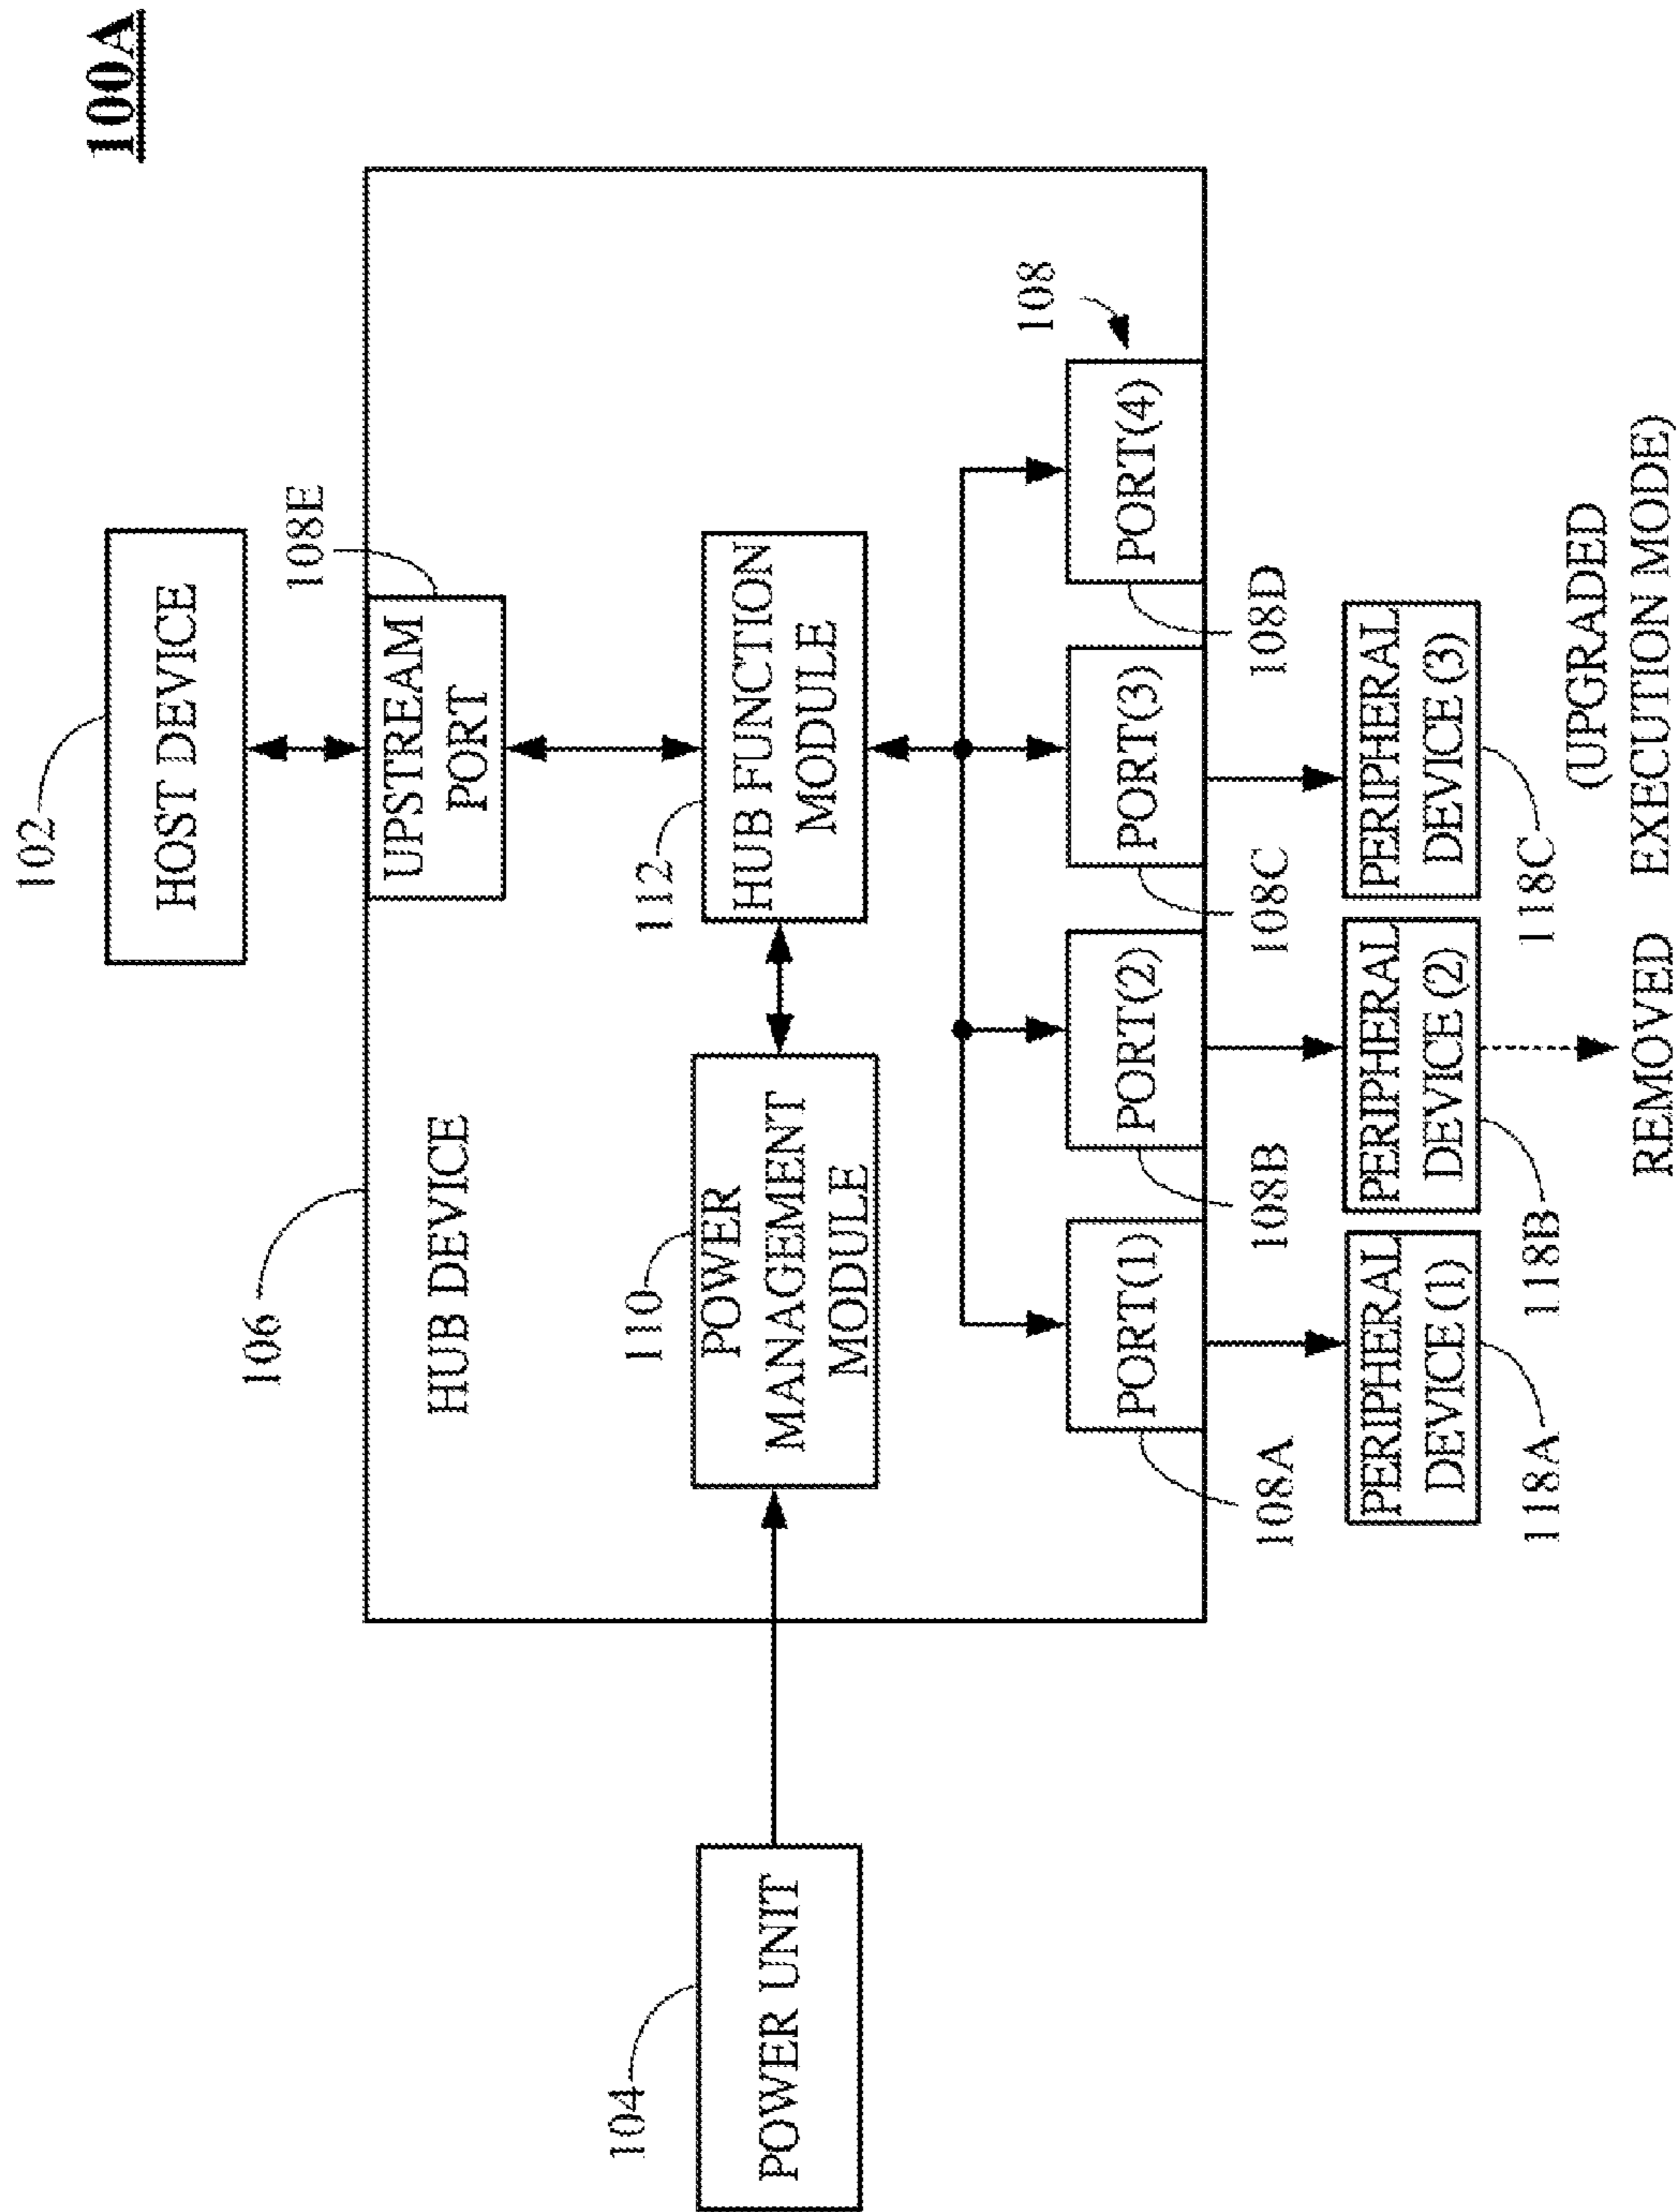 100A
102
HOST DEVICE
108E
UPSTREAM
PORT
106
HUB DEVICE
104
POWER UNIT
110
POWER
MANAGEMENT
MODULE
112
HUB FUNCTION
MODULE
108
PORT(1)
PORT(2)
PORT(3)
PORT(4)
108A
108B
108C
108D
PERIPHERAL
DEVICE (1)
PERIPHERAL
DEVICE (2)
PERIPHERAL
DEVICE (3)
118A
118B
118C
REMOVED
(UPGRADED
EXECUTION MODE)